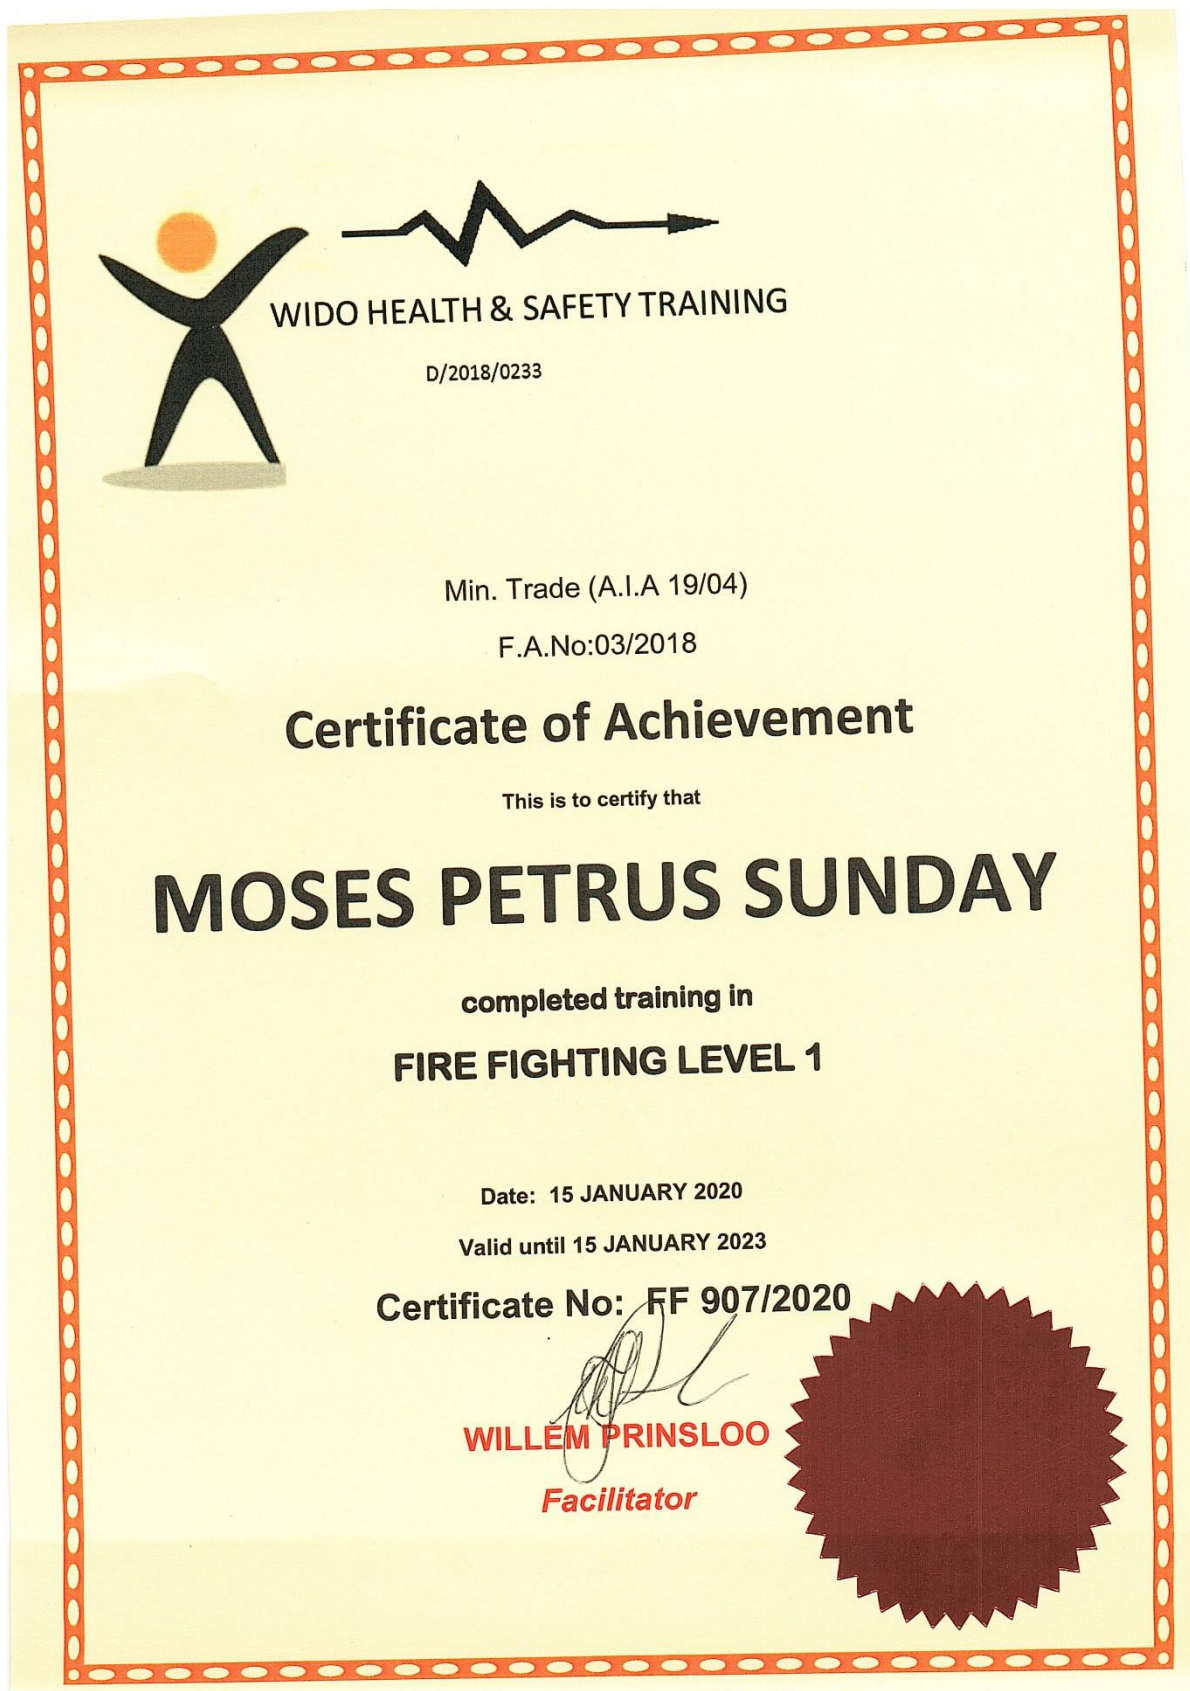 WIDO HEALTH & SAFETY TRAINING
D/2018/0233
Min. Trade (A.I.A 19/04)
F.A.No:03/2018
Certificate of Achievement
This is to certify that
MOSES PETRUS SUNDAY
completed training in
FIRE FIGHTING LEVEL 1
Date: 15 JANUARY 2020
Valid until 15 JANUARY 2023
Certificate No: FF 907/2020
WILLEM PRINSLOO
Facilitator